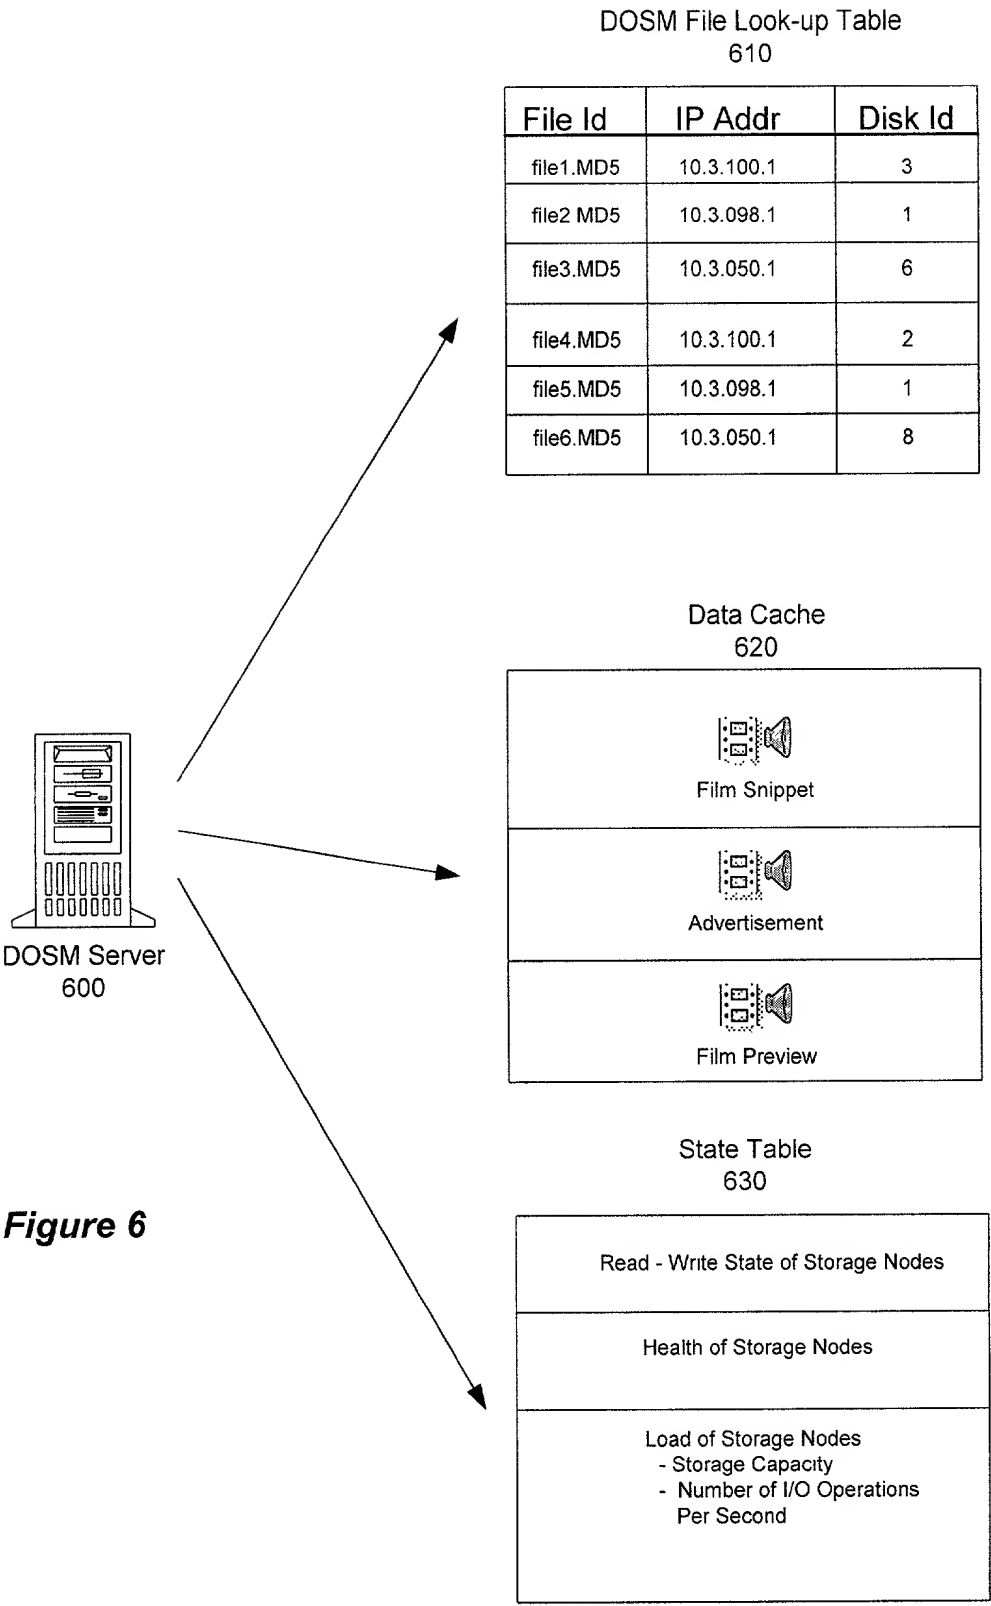 DOSM File Look-up Table
610
File Id IP Addr Disk Id
file1.MD5 10.3.100.1 3
file2 MD5 10.3.098.1 1
file3.MD5 10.3.050.1 6
file4.MD5 10.3.100.1 2
file5.MD5 10.3.098.1 1
file6.MD5 10.3.050.1 8
Data Cache
620
Film Snippet
Advertisement
Film Preview
DOSM Server
600
State Table
630
Read - Write State of Storage Nodes
Health of Storage Nodes
Load of Storage Nodes
- Storage Capacity
- Number of I/O Operations
Per Second
Figure 6